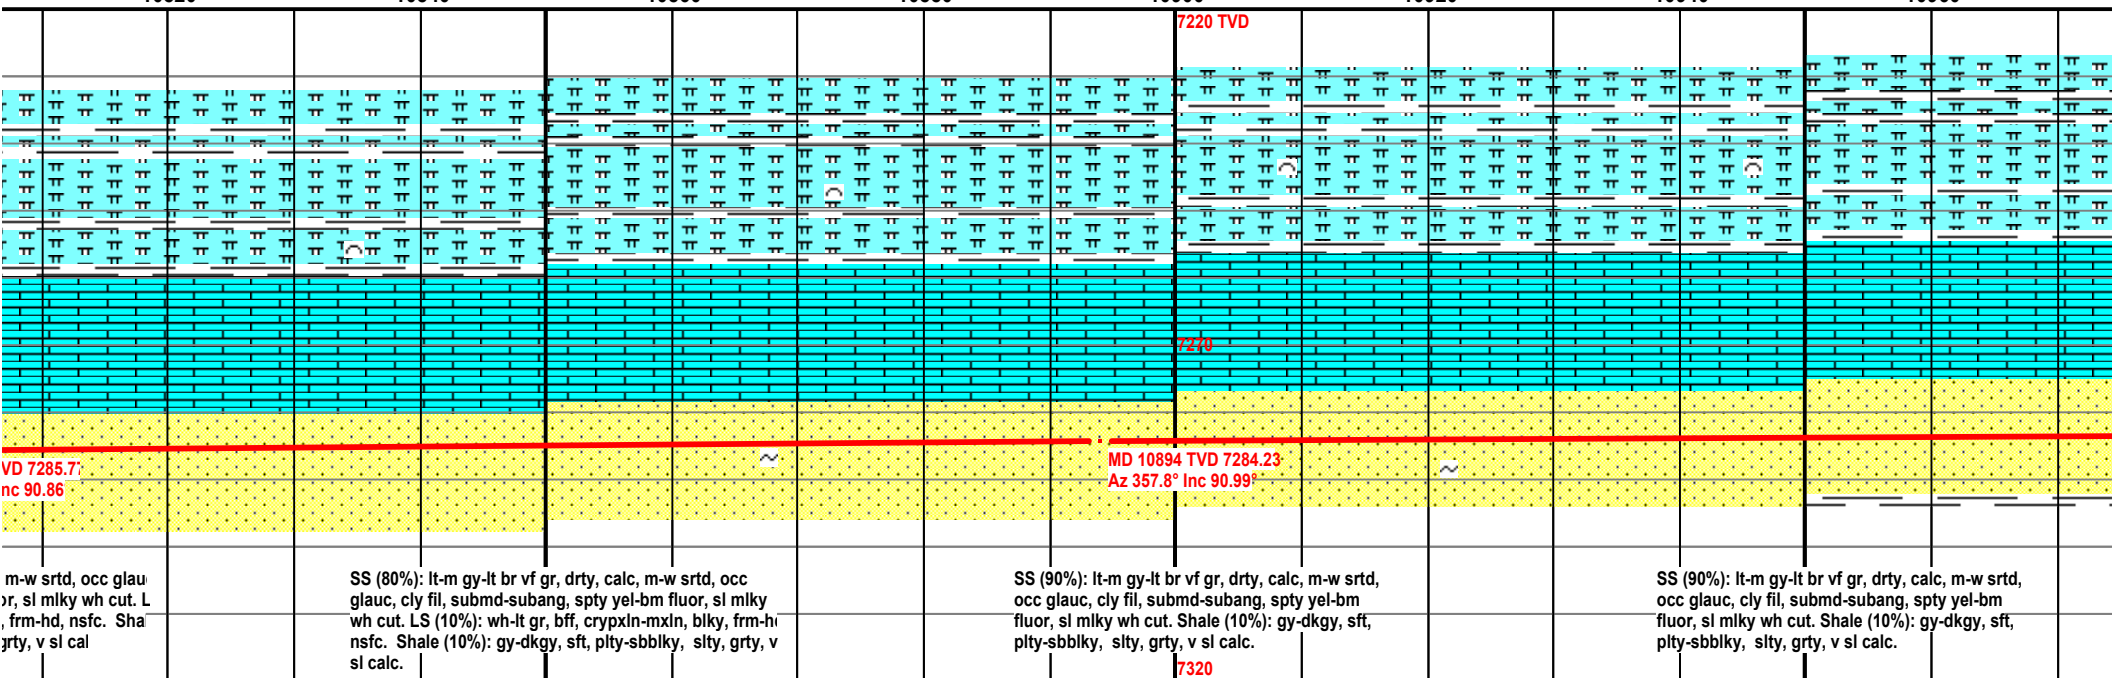 7220 TVD
7270
VD 7285.7
nc 90.86
MD 10894 TVD 7284.23
Az 357.8° Inc 90.99°
m-w srtd, occ glau
or, sl mlky wh cut. L
, frm-hd, nsfc. Sha
grty, v sl cal
SS (80%): lt-m gy-lt br vf gr, drty, calc, m-w srtd, occ
glauc, cly fil, submd-subang, spty yel-bm fluor, sl mlky
wh cut. LS (10%): wh-lt gr, bff, crypxln-mxln, blky, frm-h
nsfc. Shale (10%): gy-dkgy, sft, plty-sbblky, slty, grty, v
sl calc.
SS (90%): lt-m gy-lt br vf gr, drty, calc, m-w srtd,
occ glauc, cly fil, submd-subang, spty yel-bm
fluor, sl mlky wh cut. Shale (10%): gy-dkgy, sft,
plty-sbblky, slty, grty, v sl calc.
SS (90%): lt-m gy-lt br vf gr, drty, calc, m-w srtd,
occ glauc, cly fil, submd-subang, spty yel-bm
fluor, sl mlky wh cut. Shale (10%): gy-dkgy, sft,
plty-sbblky, slty, grty, v sl calc.
7320